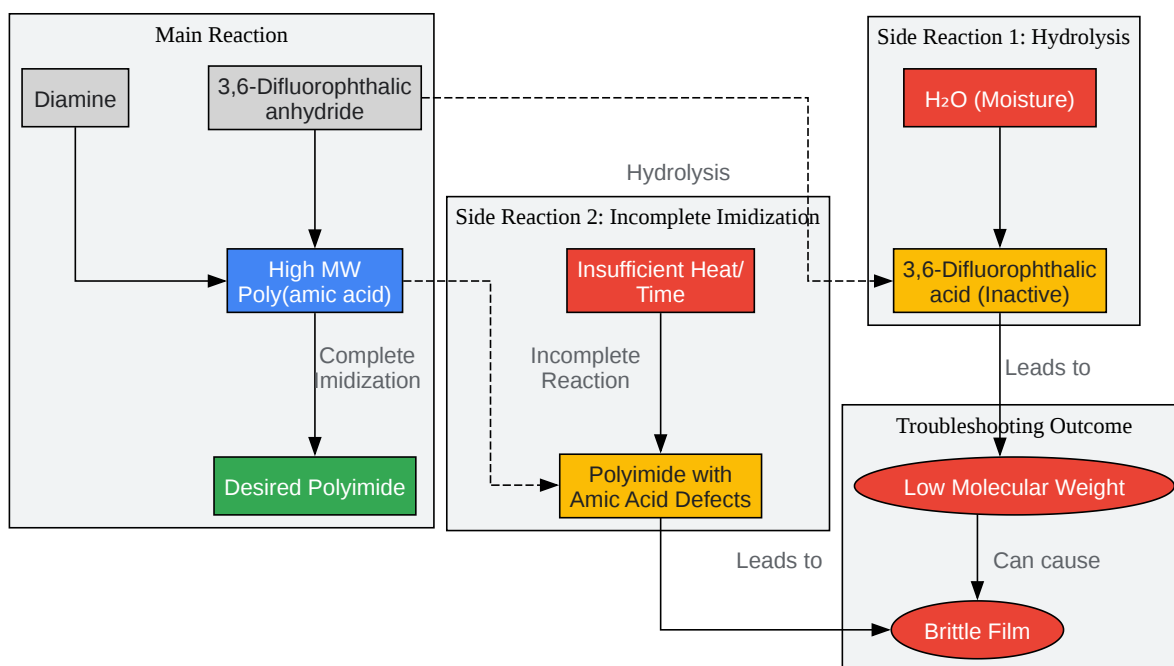 Main Reaction
Diamine
3,6-Difluorophthalic
anhydride
High MW
Poly(amic acid)
Complete
Imidization
Desired Polyimide
Hydrolysis
Side Reaction 2: Incomplete Imidization
Insufficient Heat/
Time
Incomplete
Reaction
Polyimide with
Amic Acid Defects
Leads to
Side Reaction 1: Hydrolysis
H₂O (Moisture)
3,6-Difluorophthalic
acid (Inactive)
Leads to
Troubleshooting Outcome
Low Molecular Weight
Can cause
Brittle Film